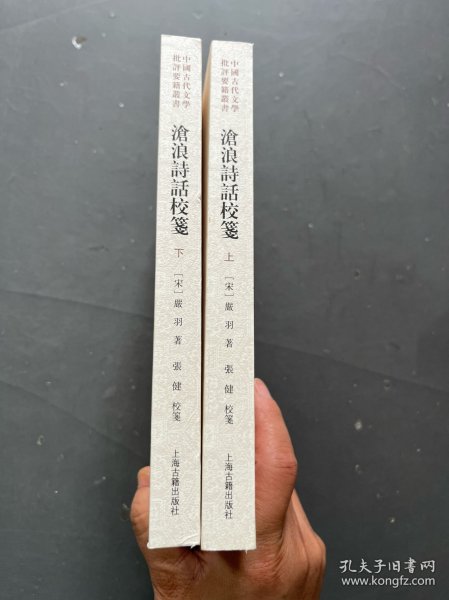 中國古代文學
批評要籍叢書
滄浪詩話校箋
下
〔宋〕嚴羽著
張健校箋
上海古籍出版社
中國古代文學
批評要籍叢書
滄浪詩話校箋
上
〔宋〕嚴羽著
張健校箋
上海古籍出版社
孔夫子旧书网
www.kongfz.com